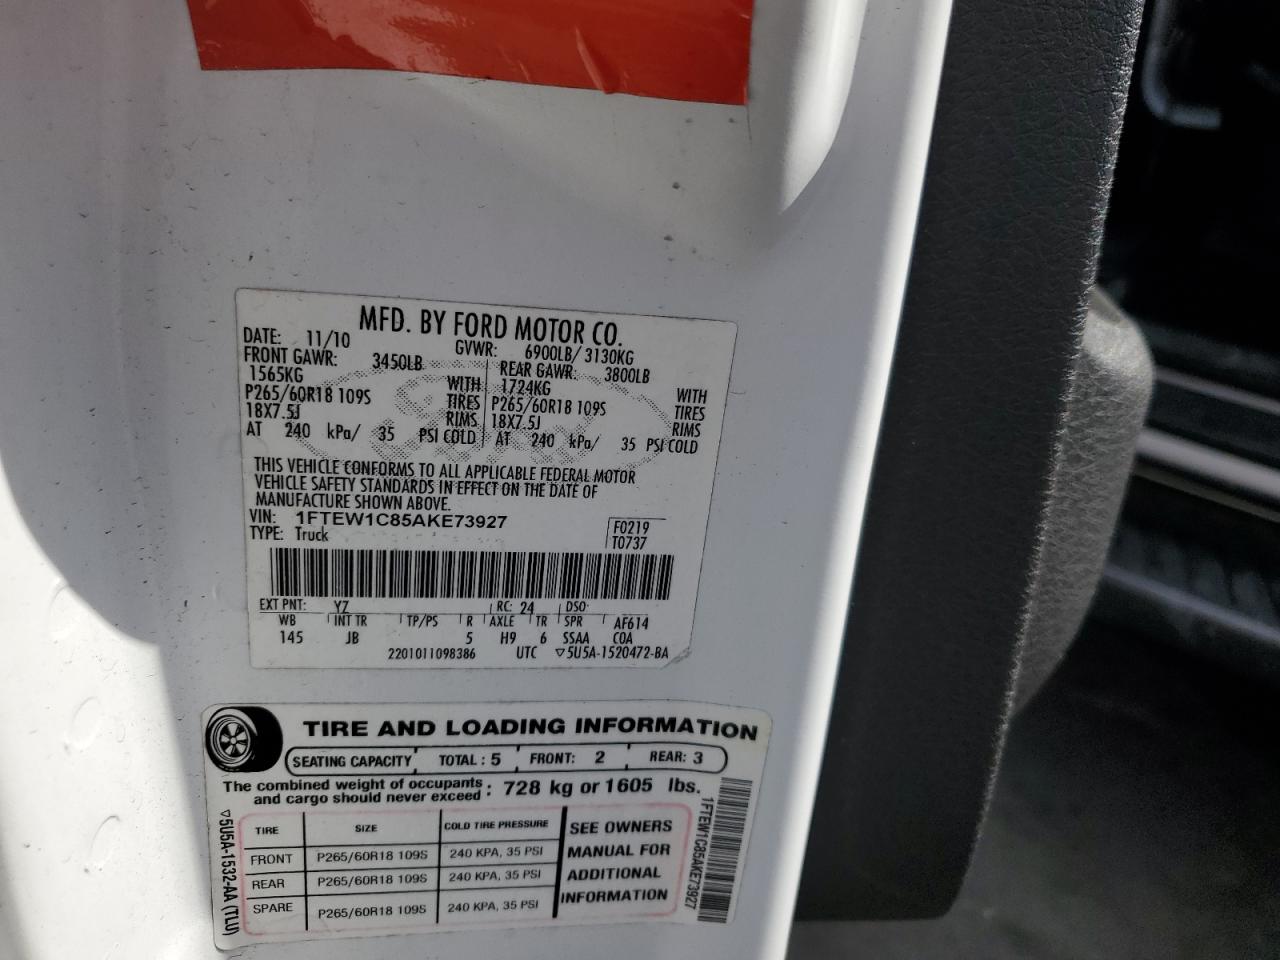 MFD. BY FORD MOTOR CO.
DATE: 11/10 GVWR: 6900LB/ 3130KG
FRONT GAWR: 3450LB REAR GAWR: 3800LB
1565KG WITH 1724KG WITH
P265/60R18 109S TIRES P265/60R18 109S TIRES
18X7.5J RIMS 18X7.5J RIMS
AT 240 kPa/ 35 PSI COLD AT 240 kPa/ 35 PSI COLD
THIS VEHICLE CONFORMS TO ALL APPLICABLE FEDERAL MOTOR
VEHICLE SAFETY STANDARDS IN EFFECT ON THE DATE OF
MANUFACTURE SHOWN ABOVE.
VIN: 1FTEW1C85AKE73927 F0219
TYPE: Truck T0737
EXT PNT: YZ RC: 24 DSO:
WB INT TR TP/PS R AXLE TR SPR AF614
145 JB 5 H9 6 SSAA COA
2201011098386 UTC ▽5U5A-1520472-BA
TIRE AND LOADING INFORMATION
SEATING CAPACITY TOTAL : 5 FRONT: 2 REAR: 3
The combined weight of occupants and cargo should never exceed : 728 kg or 1605 lbs.
TIRE SIZE COLD TIRE PRESSURE SEE OWNERS
FRONT P265/60R18 109S 240 KPA, 35 PSI MANUAL FOR
REAR P265/60R18 109S 240 KPA, 35 PSI ADDITIONAL
SPARE P265/60R18 109S 240 KPA, 35 PSI INFORMATION
▽5U5A-1532-AA (TLU)
1FTEW1C85AKE73927